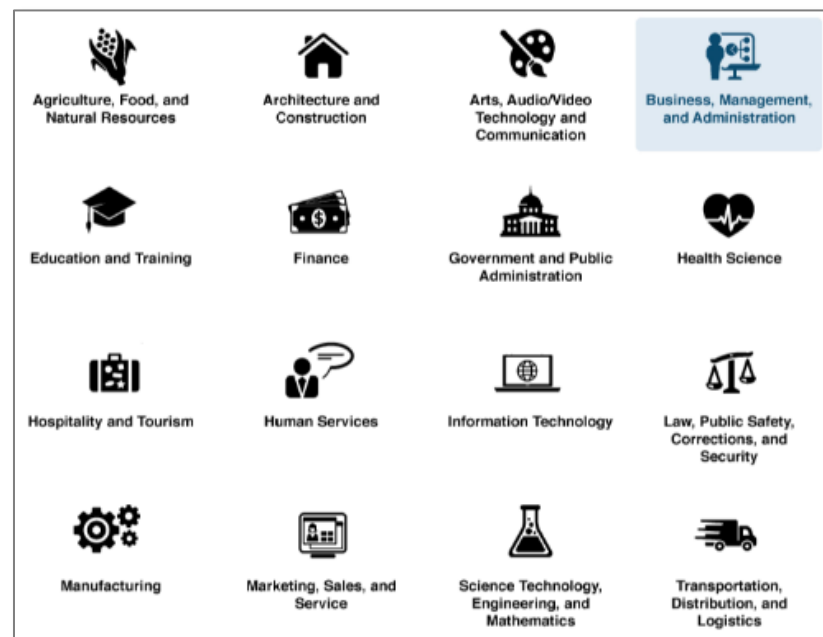 Agriculture, Food, and
Natural Resources
Architecture and
Construction
Arts, Audio/Video
Technology and
Communication
Business, Management,
and Administration
Education and Training
Finance
Government and Public
Administration
Health Science
Hospitality and Tourism
Human Services
Information Technology
Law, Public Safety,
Corrections, and
Security
Manufacturing
Marketing, Sales, and
Service
Science Technology,
Engineering, and
Mathematics
Transportation,
Distribution, and
Logistics